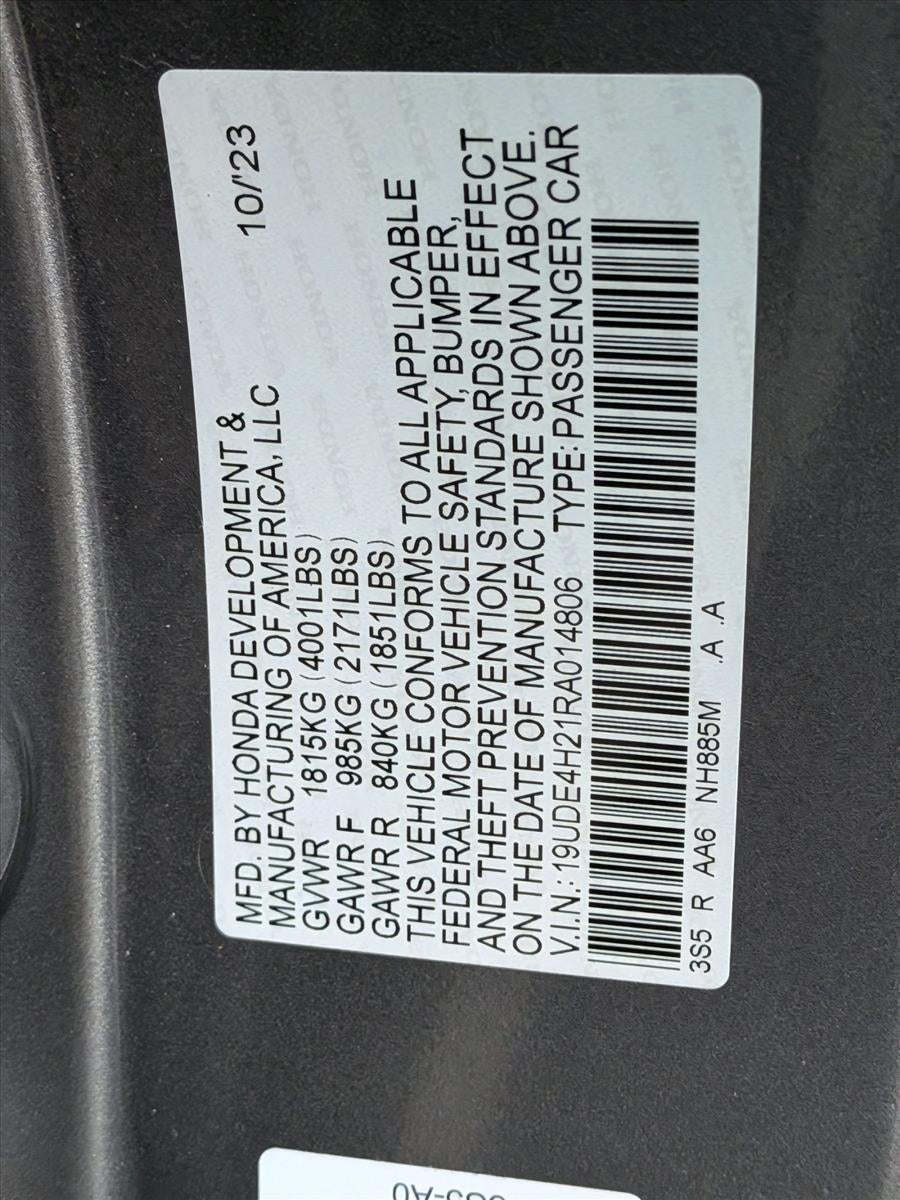 MFD. BY HONDA DEVELOPMENT & 10/'23
MANUFACTURING OF AMERICA, LLC
GVWR 1815KG (4001LBS)
GAWR F 985KG (2171LBS)
GAWR R 840KG (1851LBS)
THIS VEHICLE CONFORMS TO ALL APPLICABLE
FEDERAL MOTOR VEHICLE SAFETY, BUMPER,
AND THEFT PREVENTION STANDARDS IN EFFECT
ON THE DATE OF MANUFACTURE SHOWN ABOVE.
V.I.N.: 19UDE4H21RA014806 TYPE: PASSENGER CAR
3S5 R AA6 NH885M .A .A